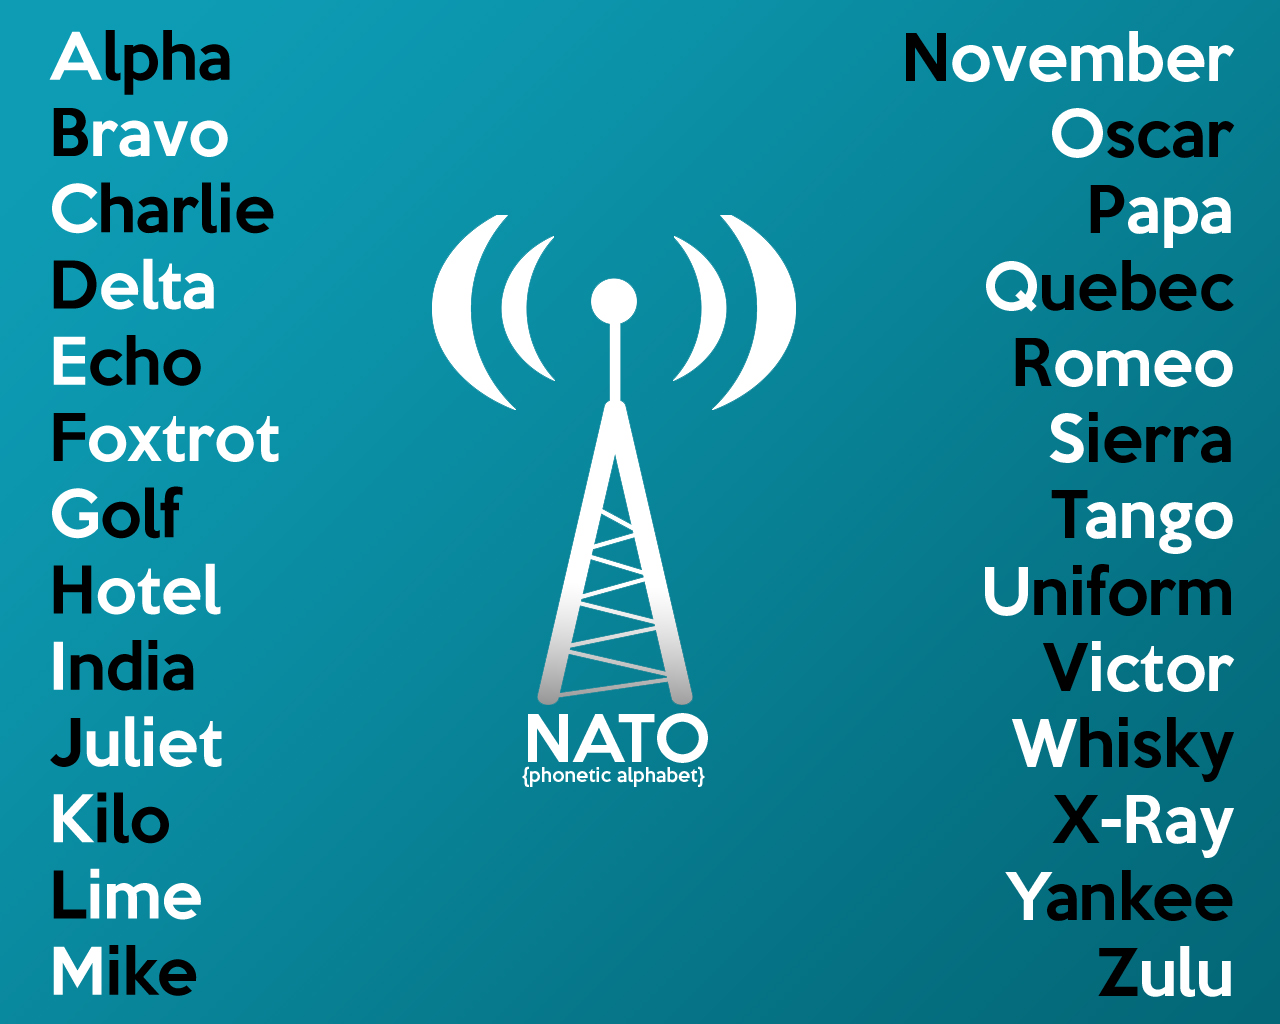 Alpha
Bravo
Charlie
Delta
Echo
Foxtrot
Golf
Hotel
India
Juliet
Kilo
Lime
Mike
NATO
{phonetic alphabet}
November
Oscar
Papa
Quebec
Romeo
Sierra
Tango
Uniform
Victor
Whisky
X-Ray
Yankee
Zulu